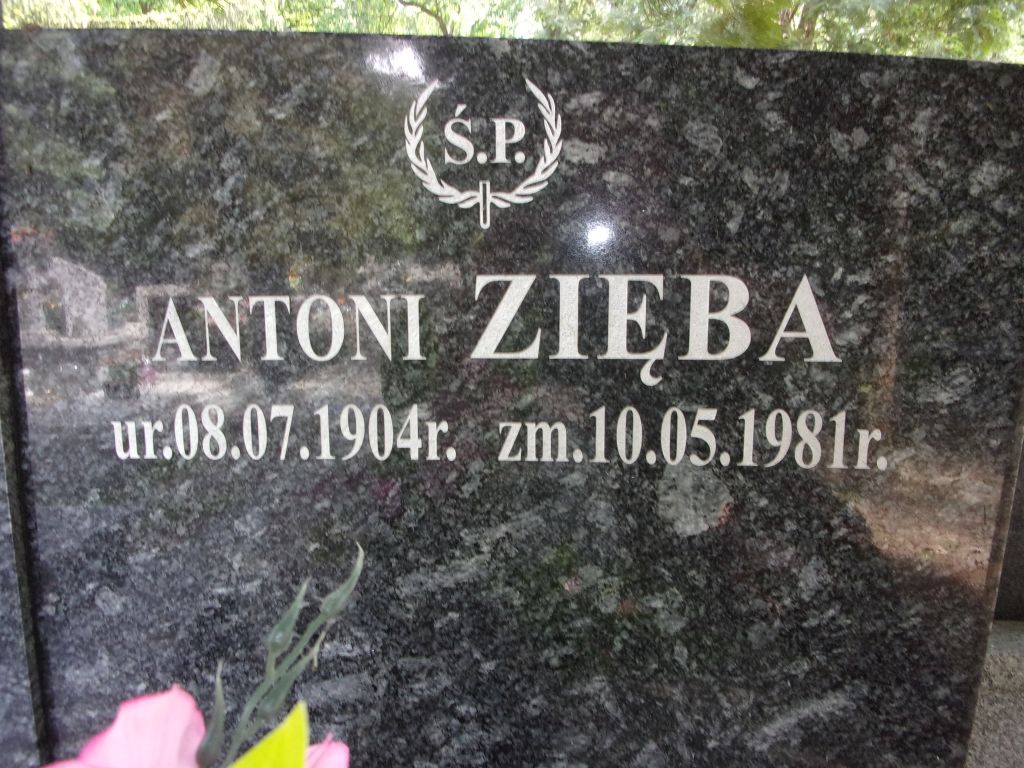 Ś.P.
ANTONI ZIĘBA
ur.08.07.1904r. zm.10.05.1981r.